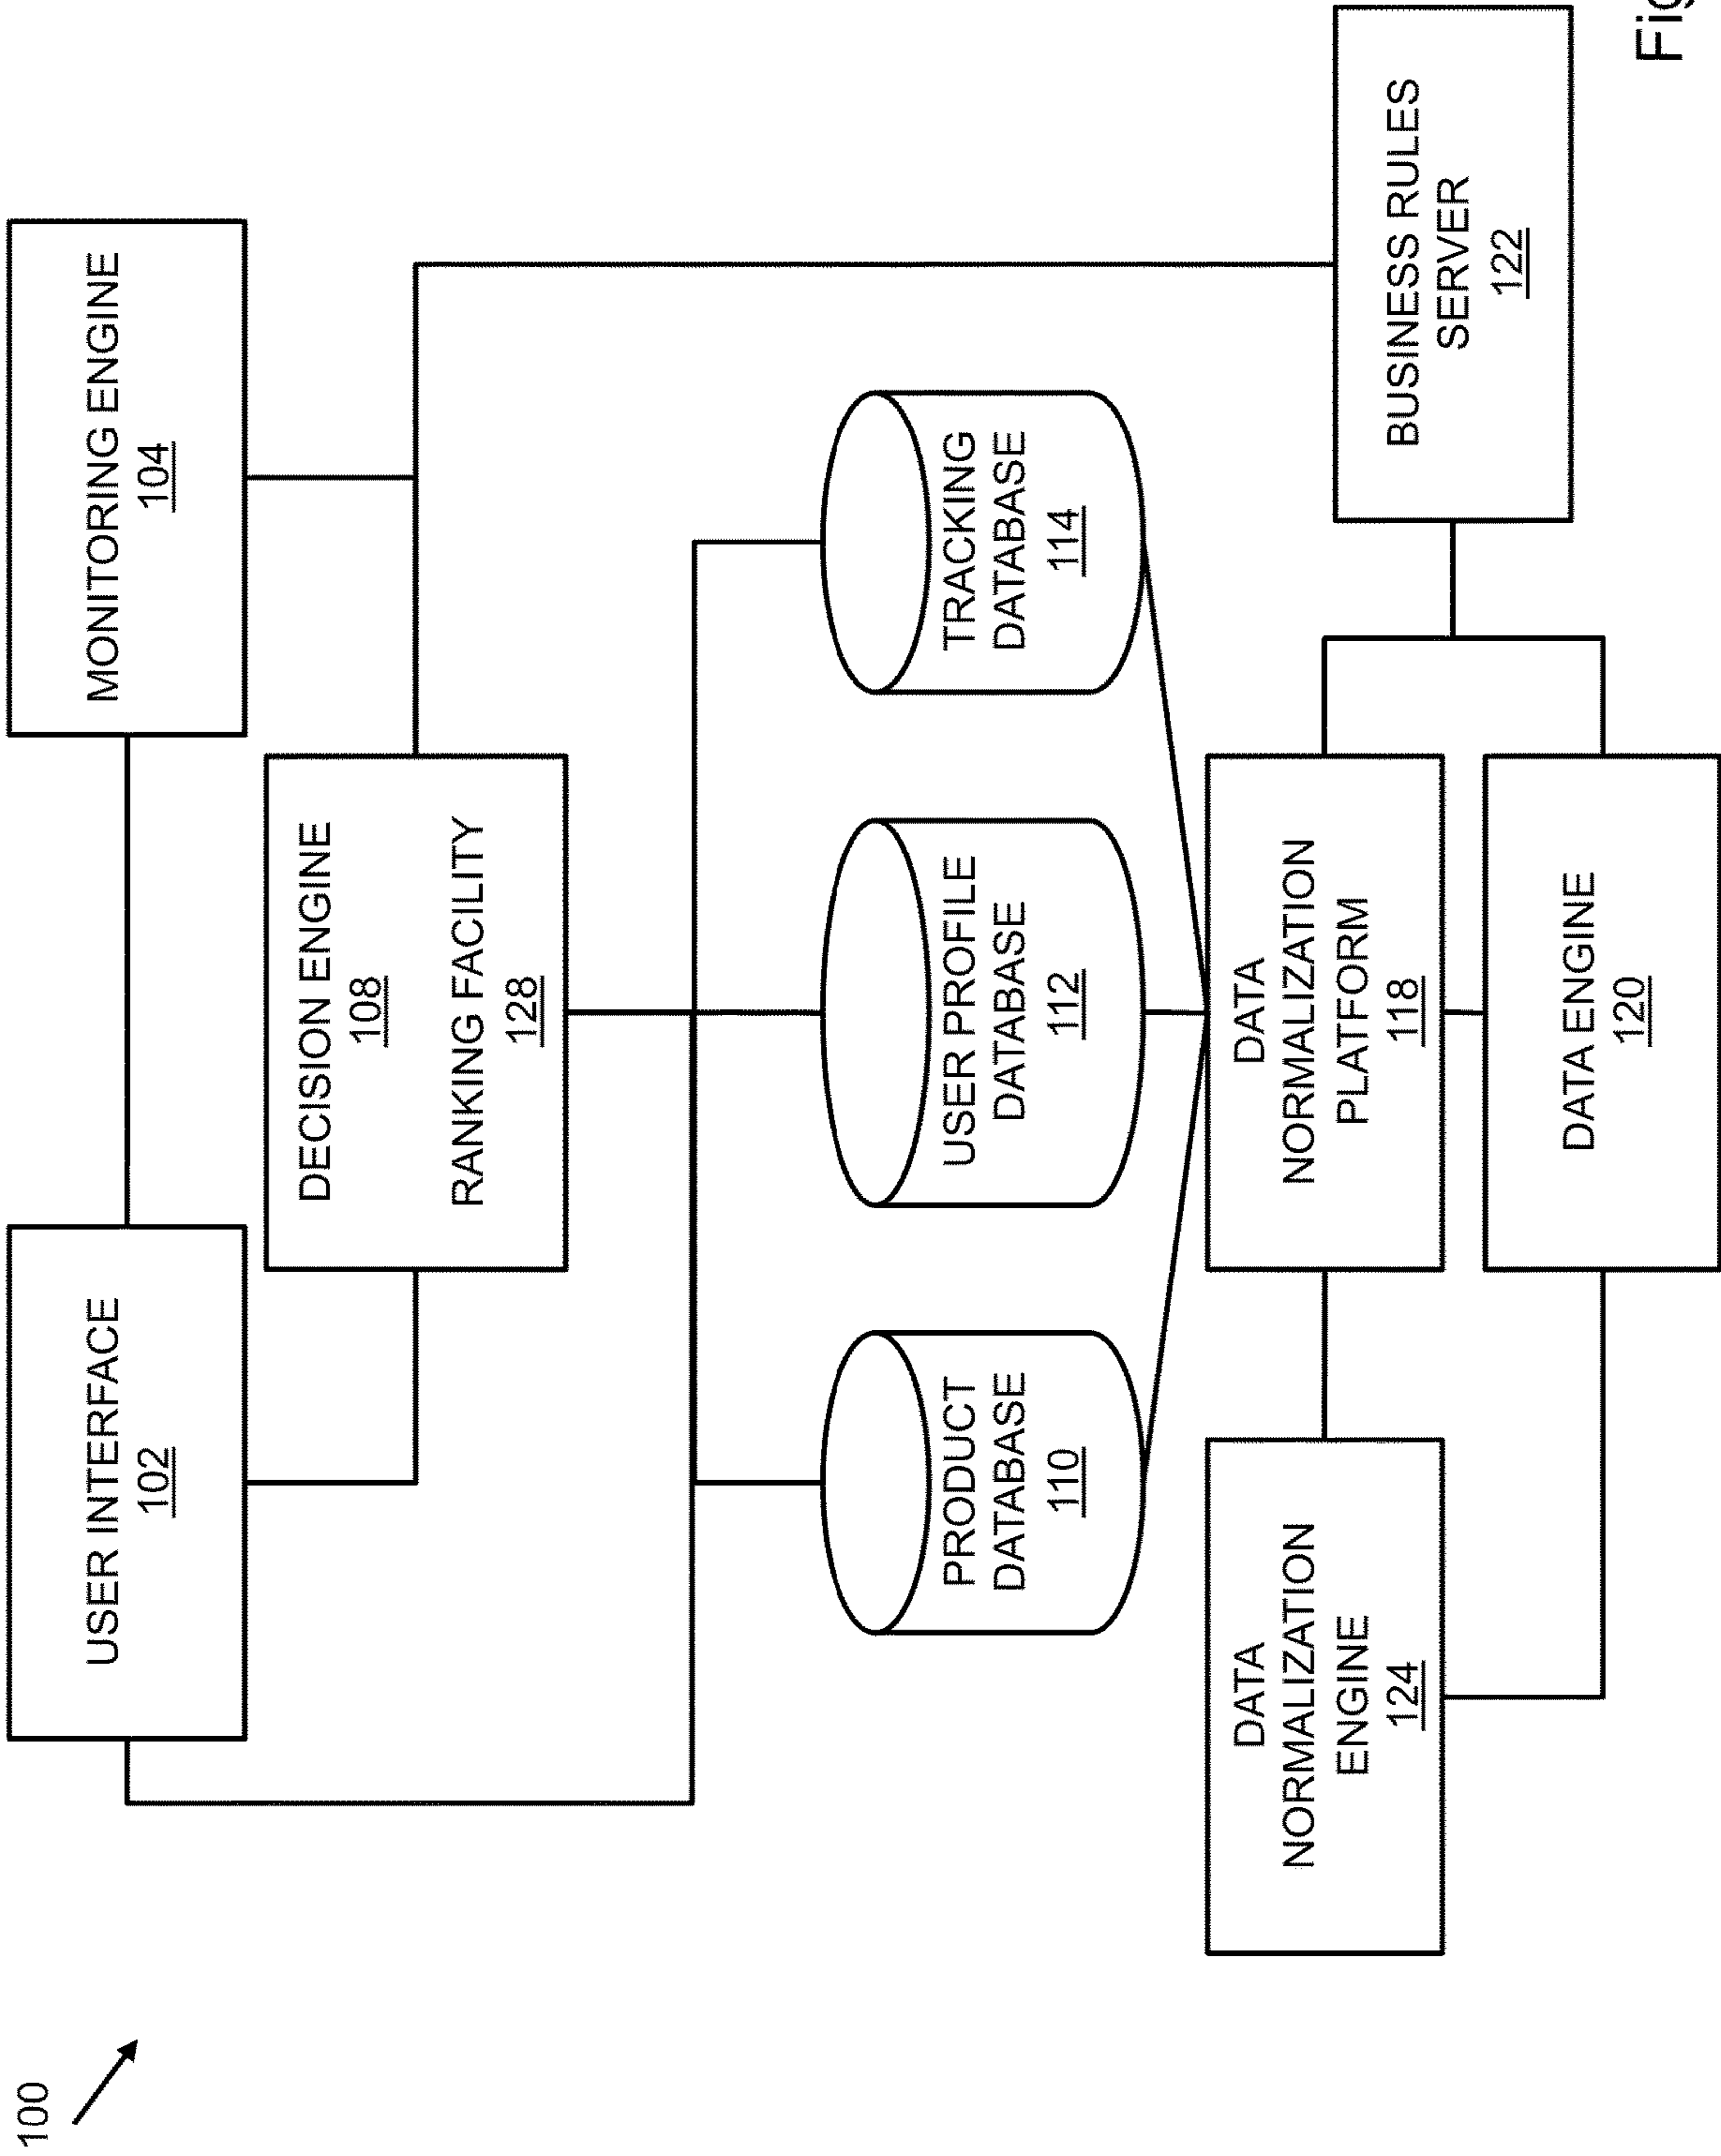 100
USER INTERFACE
102
MONITORING ENGINE
104
DECISION ENGINE
108
RANKING FACILITY
128
PRODUCT
DATABASE
110
USER PROFILE
DATABASE
112
TRACKING
DATABASE
114
DATA
NORMALIZATION
ENGINE
124
DATA
NORMALIZATION
PLATFORM
118
DATA ENGINE
120
BUSINESS RULES
SERVER
122